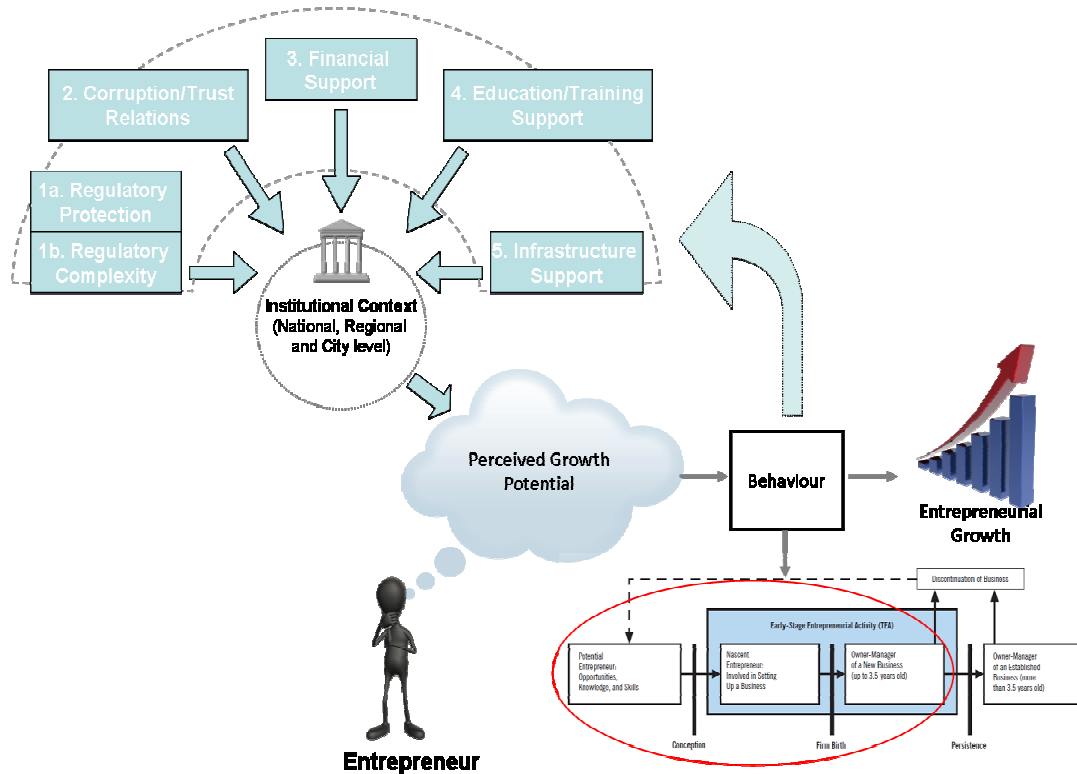 3. Financial
Support
2. Corruption/Trust
Relations
4. Education/Training
Support
1a. Regulatory
Protection
1b. Regulatory
Complexity
5. Infrastructure
Support
Institutional Context
(National, Regional
and City level)
Perceived Growth
Potential
Behaviour
Entrepreneurial
Growth
Discontinuation of Business
Early-Stage Entrepreneurial Activity (TEA)
Potential
Entrepreneur:
Opportunities,
Knowledge, and Skills
Nascent
Entrepreneur:
Involved in Setting
Up a Business
Owner-Manager
of a New Business
(up to 3.5 years old)
Owner-Manager
of an Established
Business (more
than 3.5 years old)
Conception
Firm Birth
Persistence
Entrepreneur